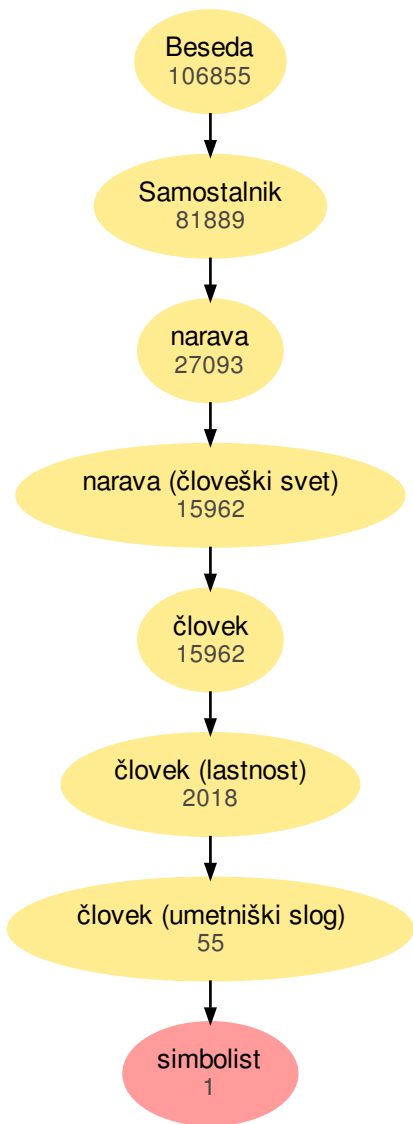 Beseda
106855
Samostalnik
81889
narava
27093
narava (človeški svet)
15962
človek
15962
človek (lastnost)
2018
človek (umetniški slog)
55
simbolist
1